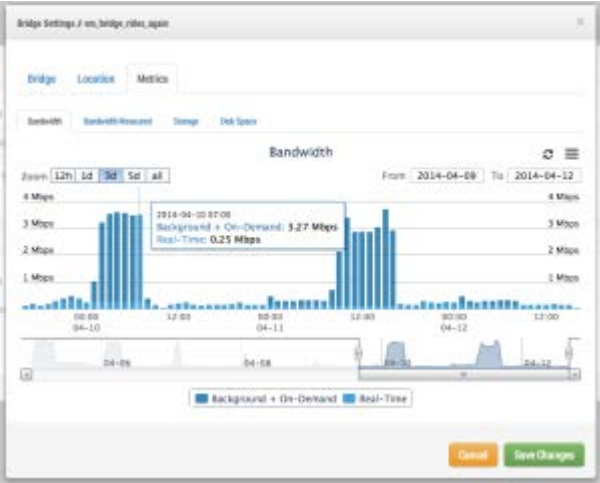 Bridge Settings // em_bridge_rides_again
×
Bridge Location Metrics
Bandwidth Bandwidth Measured Storage Disk Space
Bandwidth
Zoom 12h 1d 3d 5d all From 2014-04-09 To 2014-04-12
4 Mbps 4 Mbps
2014-04-10 07:00
Background + On-Demand: 3.27 Mbps
Real-Time: 0.25 Mbps
3 Mbps 3 Mbps
2 Mbps 2 Mbps
1 Mbps 1 Mbps
00:00 12:00 00:00 12:00 00:00 12:00
04-10 04-11 04-12
04-06 04-08 04-10 04-12
Background + On-Demand Real-Time
Cancel Save Changes